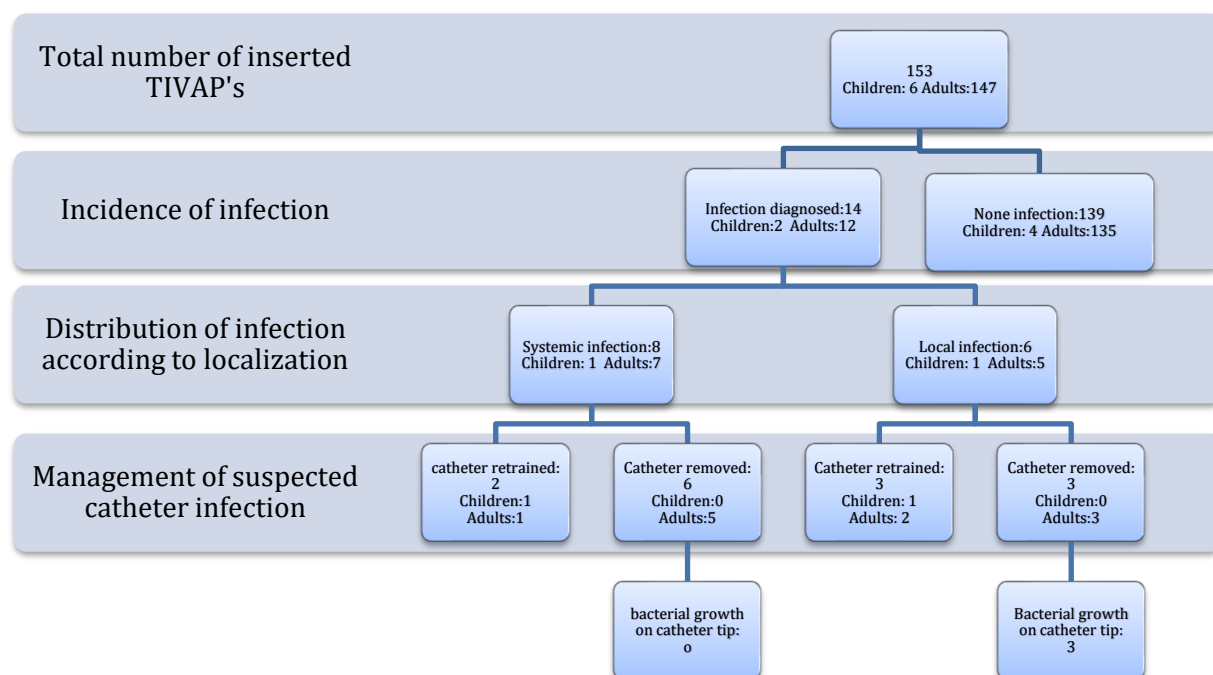 Total number of inserted
TIVAP's
153
Children: 6 Adults:147
Incidence of infection
Infection diagnosed:14
Children:2 Adults:12
None infection:139
Children: 4 Adults:135
Distribution of infection
according to localization
Systemic infection:8
Children: 1 Adults:7
Local infection:6
Children: 1 Adults:5
Management of suspected
catheter infection
catheter retrained:
2
Children:1
Adults:1
Catheter removed:
6
Children:0
Adults:5
Catheter retrained:
3
Children: 1
Adults: 2
Catheter removed:
3
Children:0
Adults:3
bacterial growth
on catheter tip:
o
Bacterial growth
on catheter tip:
3